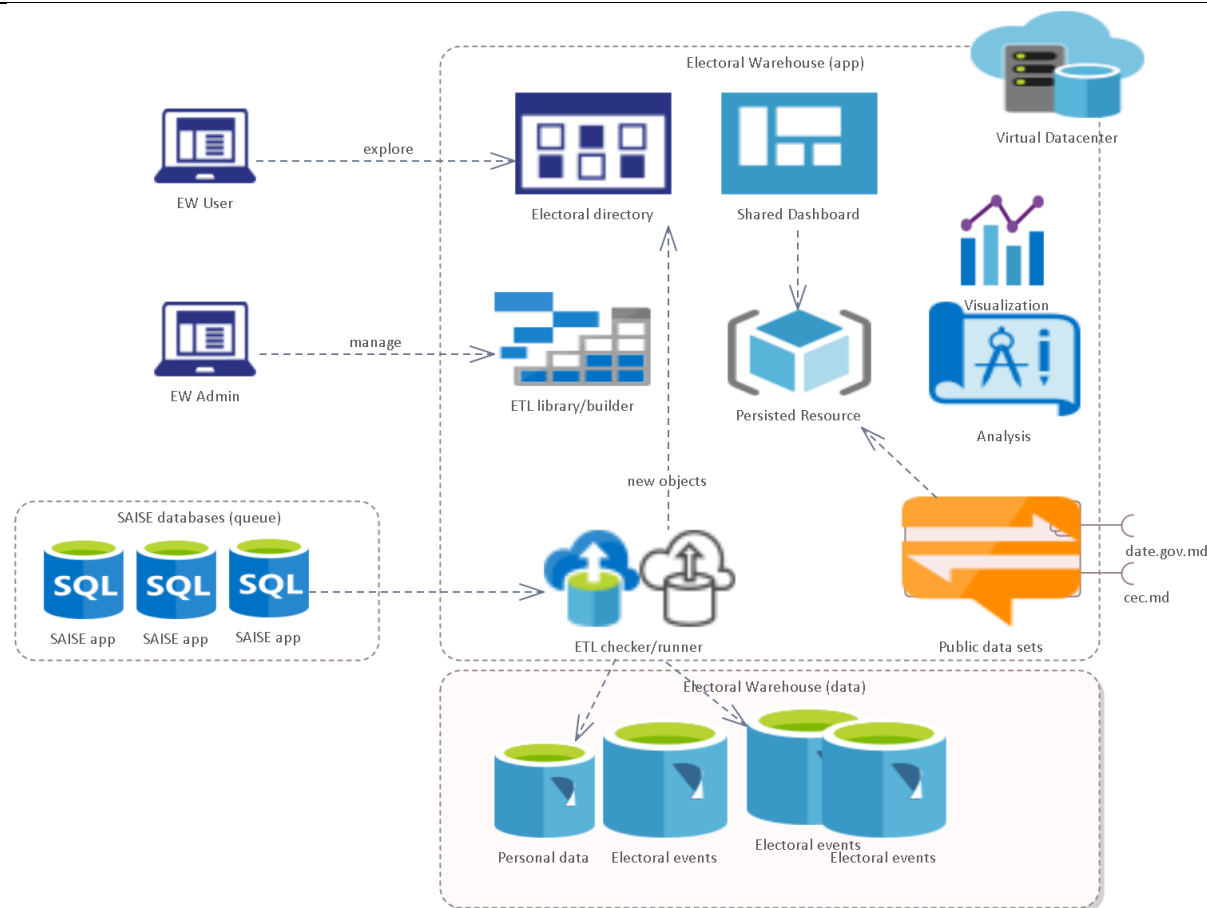 Electoral Warehouse (app)
Virtual Datacenter
explore
EW User
Electoral directory
Shared Dashboard
Visualization
manage
EW Admin
ETL library/builder
Persisted Resource
Analysis
new objects
SAISE databases (queue)
SQL
SQL
SQL
SAISE app
SAISE app
SAISE app
date.gov.md
cec.md
ETL checker/runner
Public data sets
Electoral Warehouse (data)
Personal data
Electoral events
Electoral events
Electoral events